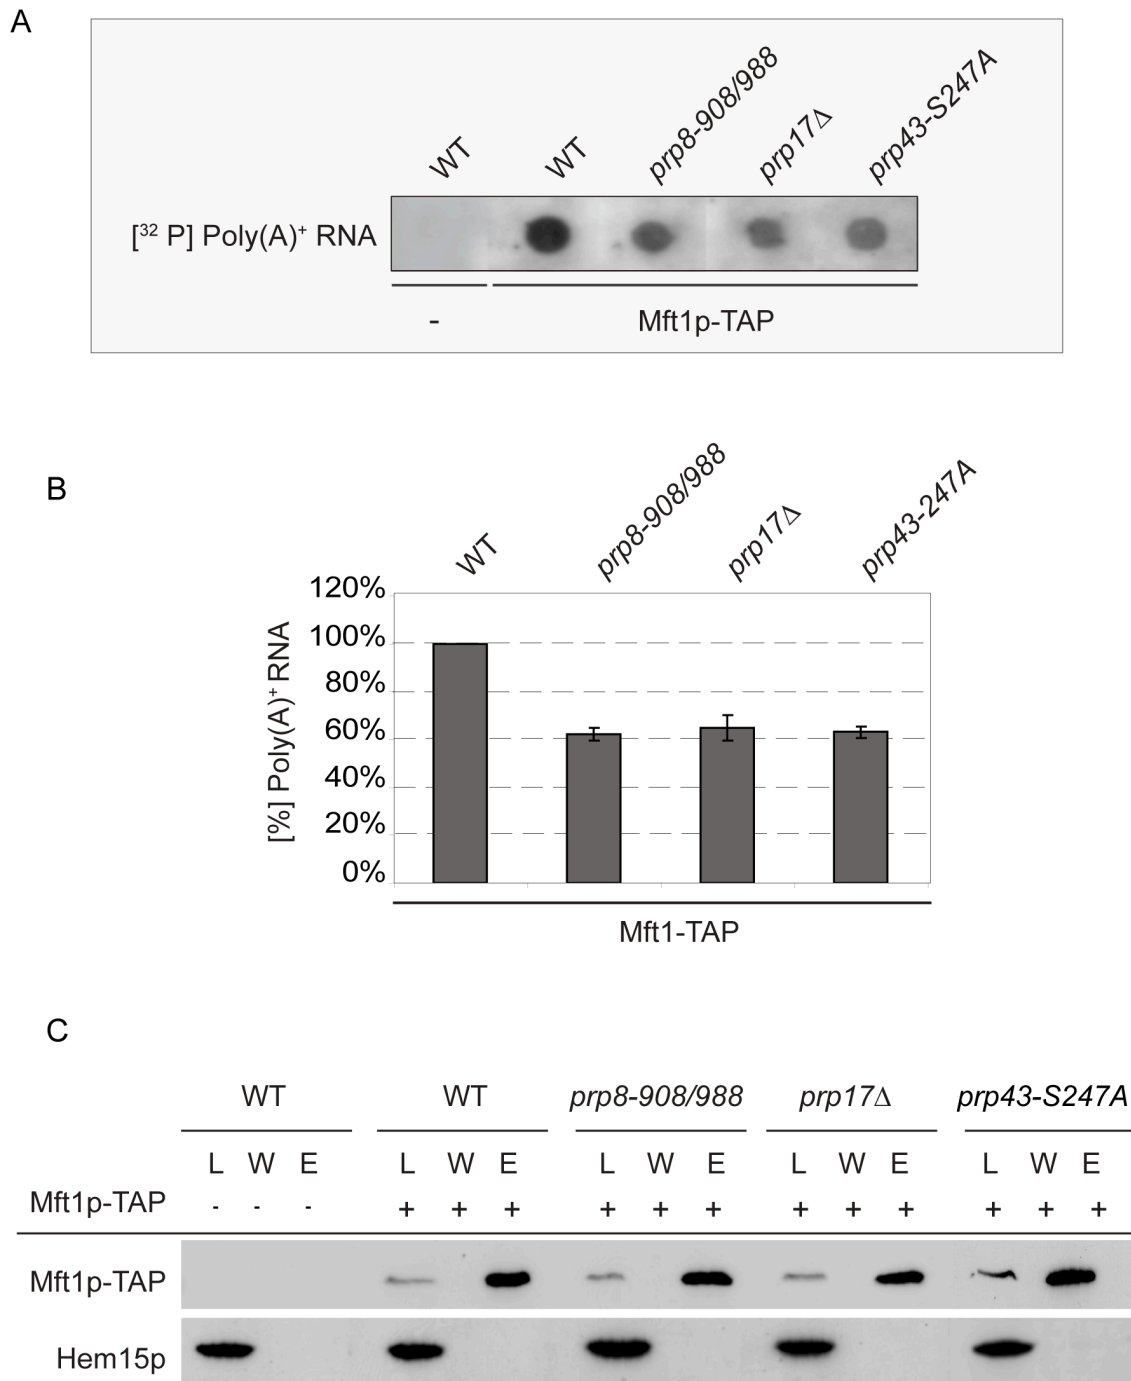 A
WT
WT
prp8-908/988
prp17Δ
prp43-S247A
[³² P] Poly(A)⁺ RNA
-
Mft1p-TAP
B
WT
prp8-908/988
prp17Δ
prp43-247A
120%
100%
80%
60%
40%
20%
0%
[%] Poly(A)⁺ RNA
Mft1-TAP
C
WT WT prp8-908/988 prp17Δ prp43-S247A
L W E L W E L W E L W E L W E
Mft1p-TAP - - - + + + + + + + + + + + +
Mft1p-TAP
Hem15p